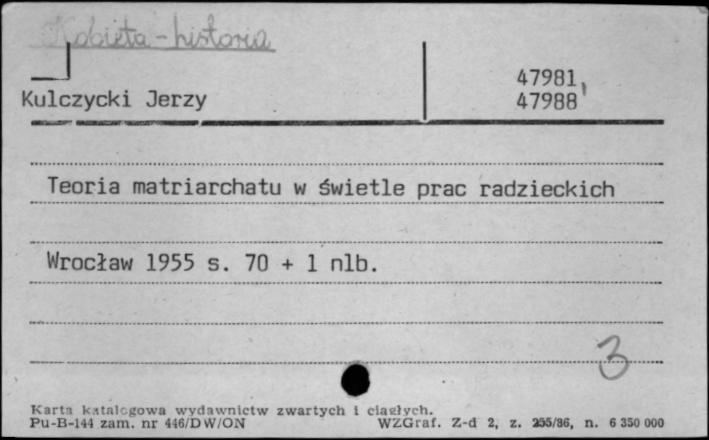 Kobieta - historia
47981,
Kulczycki Jerzy 47988
Teoria matriarchatu w świetle prac radzieckich
Wrocław 1955 s. 70 + 1 nlb.
3
Karta katalogowa wydawnictw zwartych i ciągłych.
Pu-B-144 zam. nr 446/DW/ON WZGraf. Z-d 2, z. 255/86, n. 6 350 000